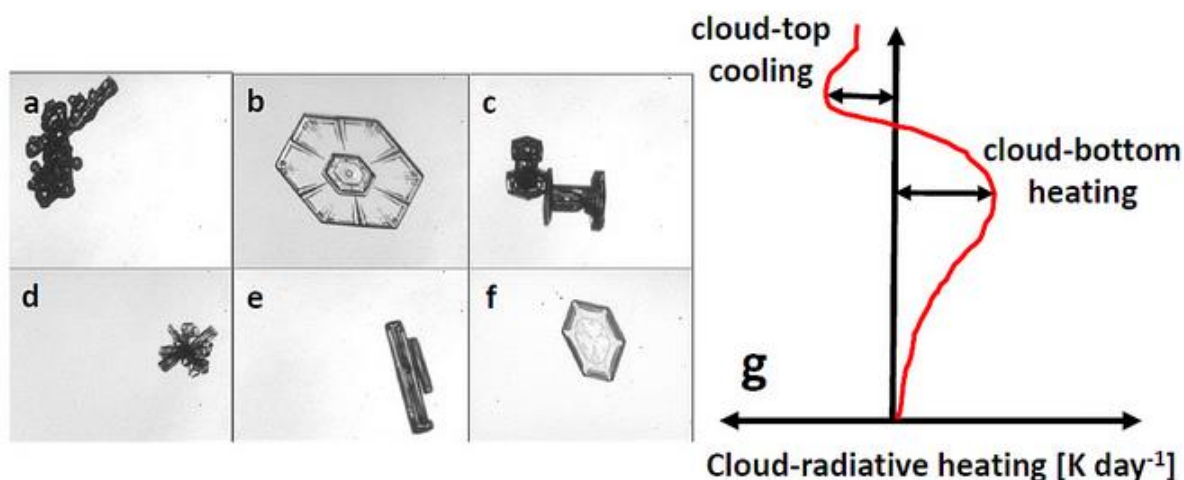 a
b
c
d
e
f
cloud-top
cooling
cloud-bottom
heating
g
Cloud-radiative heating [K day-1]